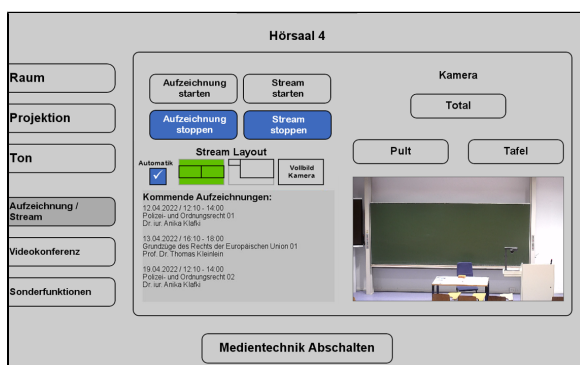 Hörsaal 4
Raum
Projektion
Ton
Aufzeichnung /
Stream
Videokonferenz
Sonderfunktionen
Aufzeichnung
starten
Stream
starten
Aufzeichnung
stoppen
Stream
stoppen
Stream Layout
Automatik
Vollbild
Kamera
Kommende Aufzeichnungen:
12.04.2022 / 12:10 - 14:00
Polizei- und Ordnungsrecht 01
Dr. iur. Anika Klafki
13.04.2022 / 16:10 - 18:00
Grundzüge des Rechts der Europäischen Union 01
Prof. Dr. Thomas Kleinlein
19.04.2022 / 12:10 - 14:00
Polizei- und Ordnungsrecht 02
Dr. iur. Anika Klafki
Kamera
Total
Pult
Tafel
Medientechnik Abschalten